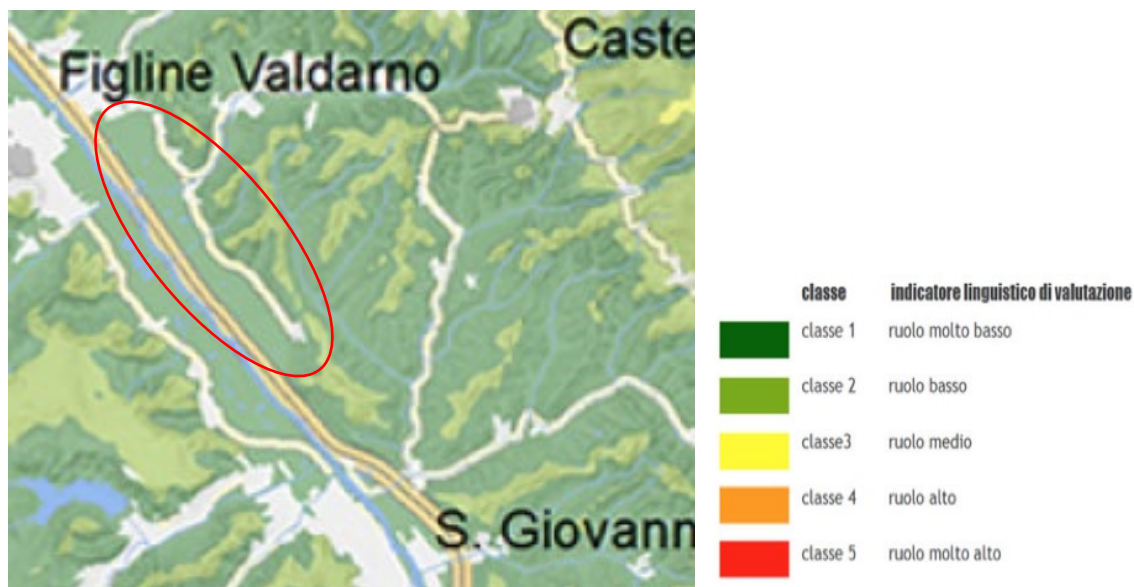 Caste
Figline Valdarno
S. Giovann
classe indicatore linguistico di valutazione
classe 1 ruolo molto basso
classe 2 ruolo basso
classe3 ruolo medio
classe 4 ruolo alto
classe 5 ruolo molto alto